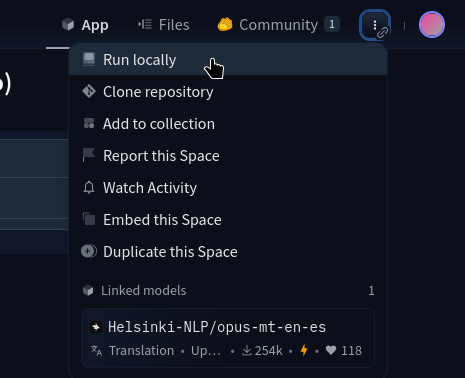 App Files Community 1
o)
Run locally
Clone repository
Add to collection
Report this Space
Watch Activity
Embed this Space
Duplicate this Space
Linked models 1
Helsinki-NLP/opus-mt-en-es
Translation • Up... • 254k • 118